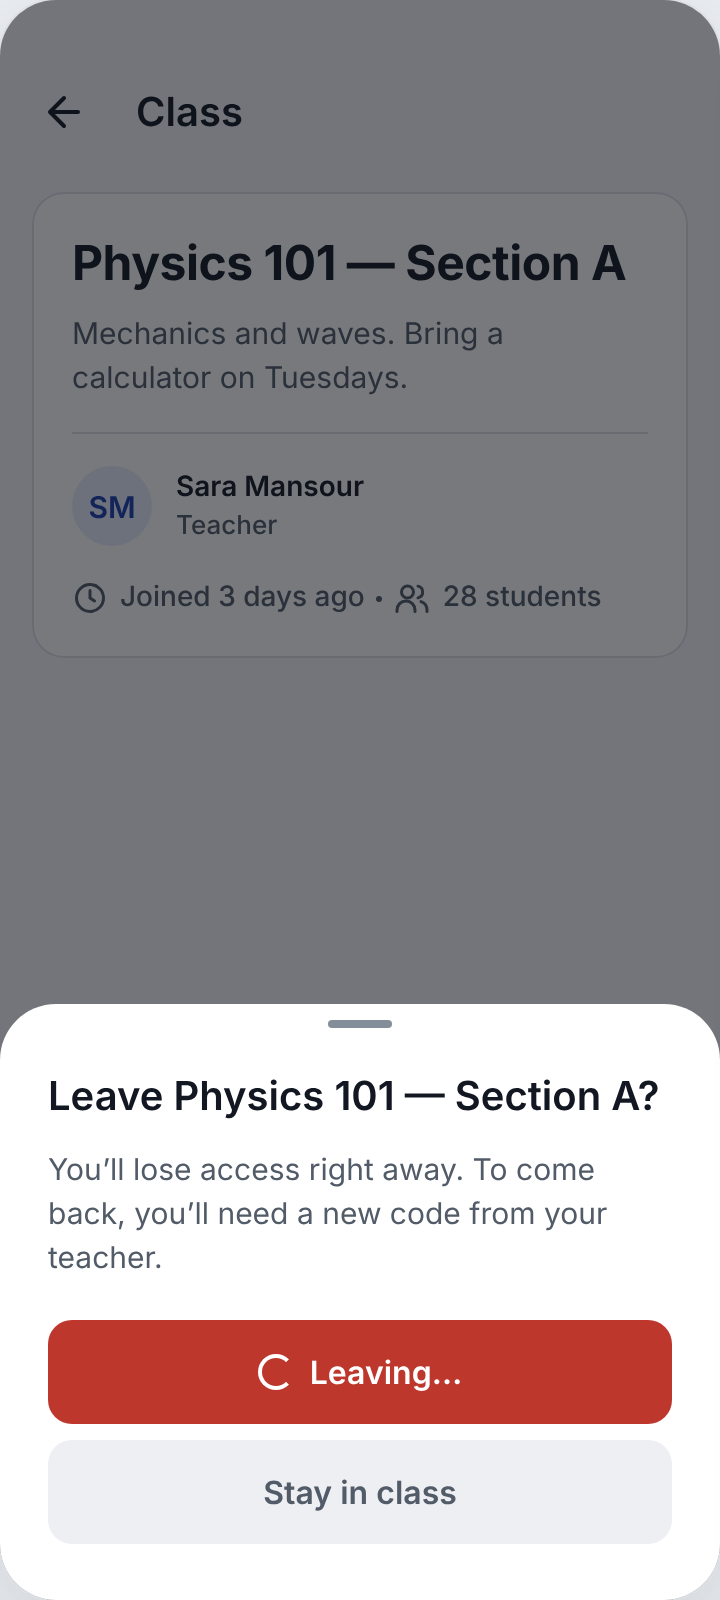 Class
Physics 101 — Section A
Mechanics and waves. Bring a
calculator on Tuesdays.
SM
Sara Mansour
Teacher
Joined 3 days ago • 28 students
Leave Physics 101 — Section A?
You’ll lose access right away. To come
back, you’ll need a new code from your
teacher.
Leaving…
Stay in class